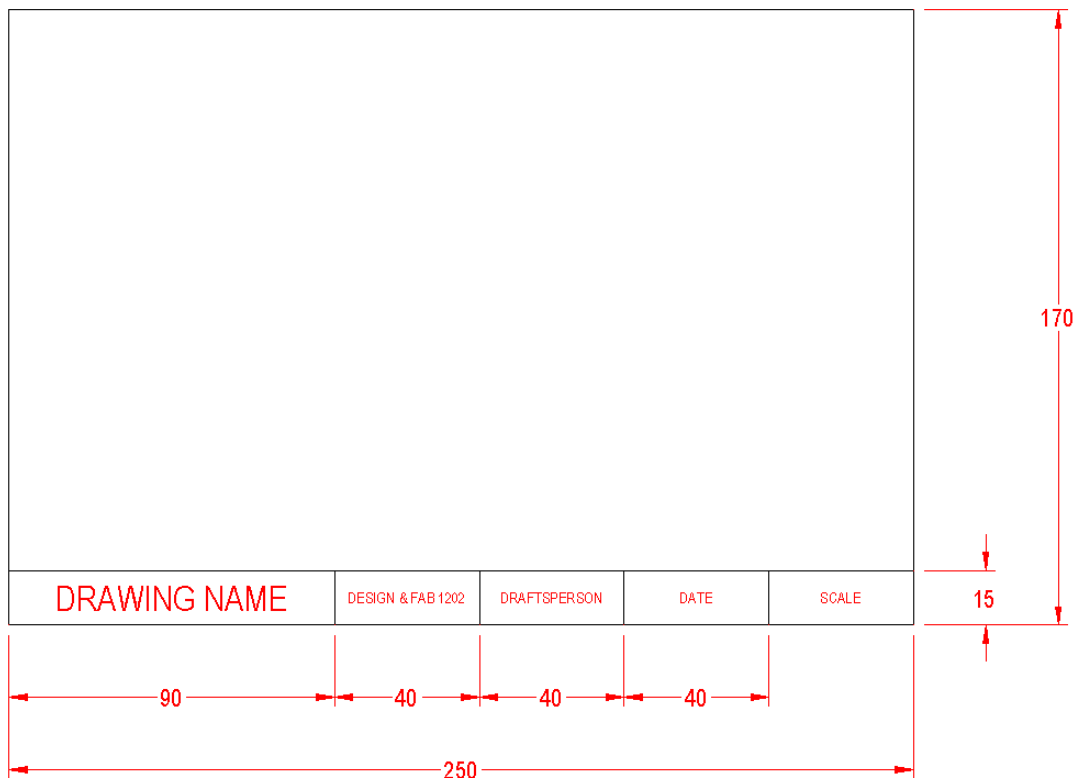 170
DRAWING NAME
DESIGN & FAB 1202
DRAFTSPERSON
DATE
SCALE
15
90
40
40
40
250